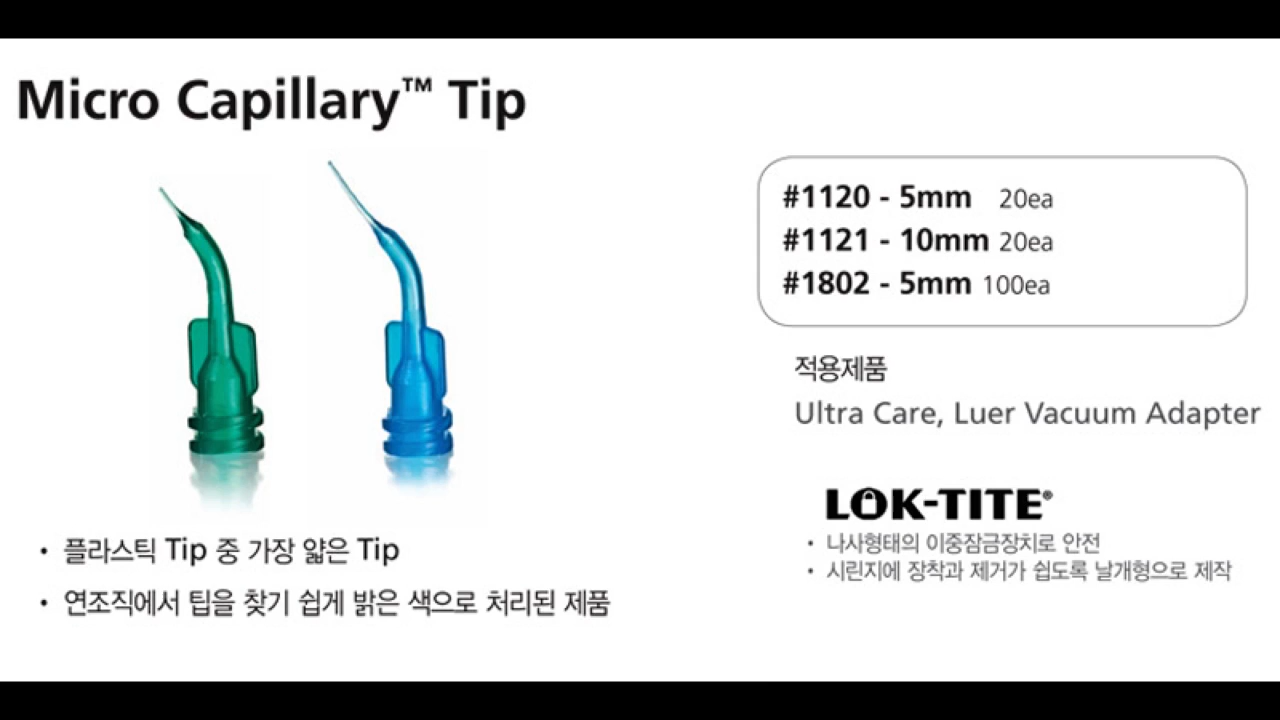 Micro Capillary™ Tip
#1120 - 5mm 20ea
#1121 - 10mm 20ea
#1802 - 5mm 100ea
적용제품
Ultra Care, Luer Vacuum Adapter
LOK-TITE®
• 나사형태의 이중잠금장치로 안전
• 시린지에 장착과 제거가 쉽도록 날개형으로 제작
• 플라스틱 Tip 중 가장 얇은 Tip
• 연조직에서 팁을 찾기 쉽게 밝은 색으로 처리된 제품